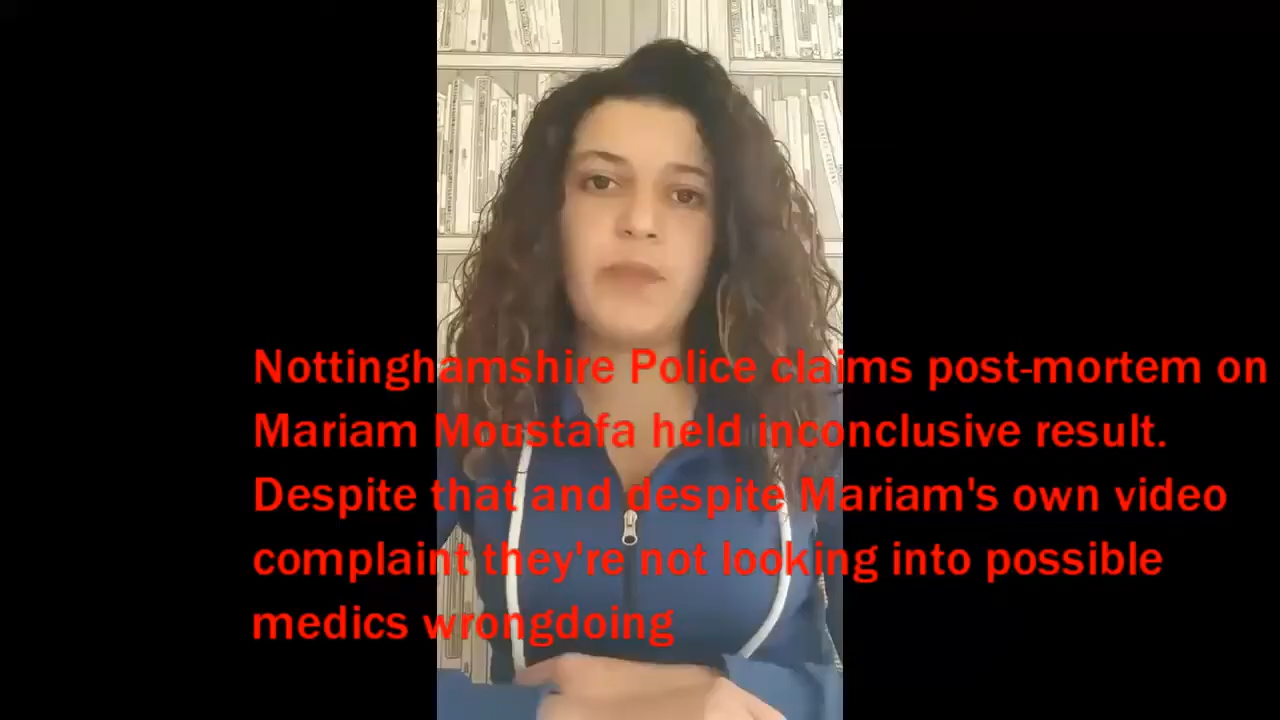 Nottinghamshire Police claims post-mortem on
Mariam Moustafa held inconclusive result.
Despite that and despite Mariam's own video
complaint they're not looking into possible
medics wrongdoing